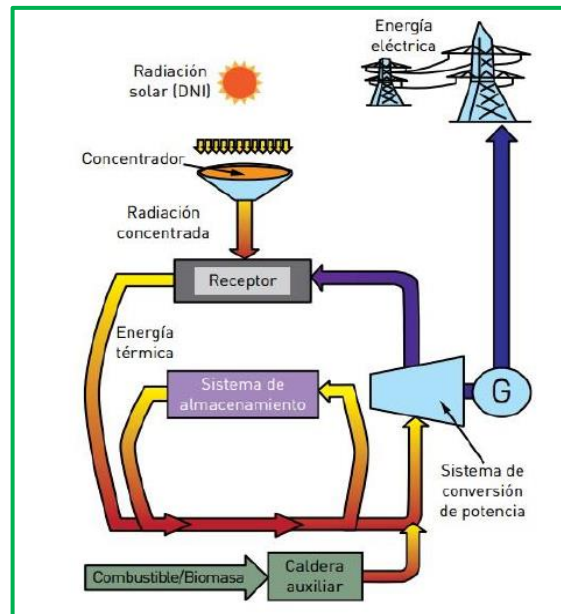 Energía
eléctrica
Radiación
solar (DNI)
Concentrador
Radiación
concentrada
Receptor
Energía
térmica
Sistema de
almacenamiento
G
Sistema de
conversión
de potencia
Combustible/Biomasa
Caldera
auxiliar